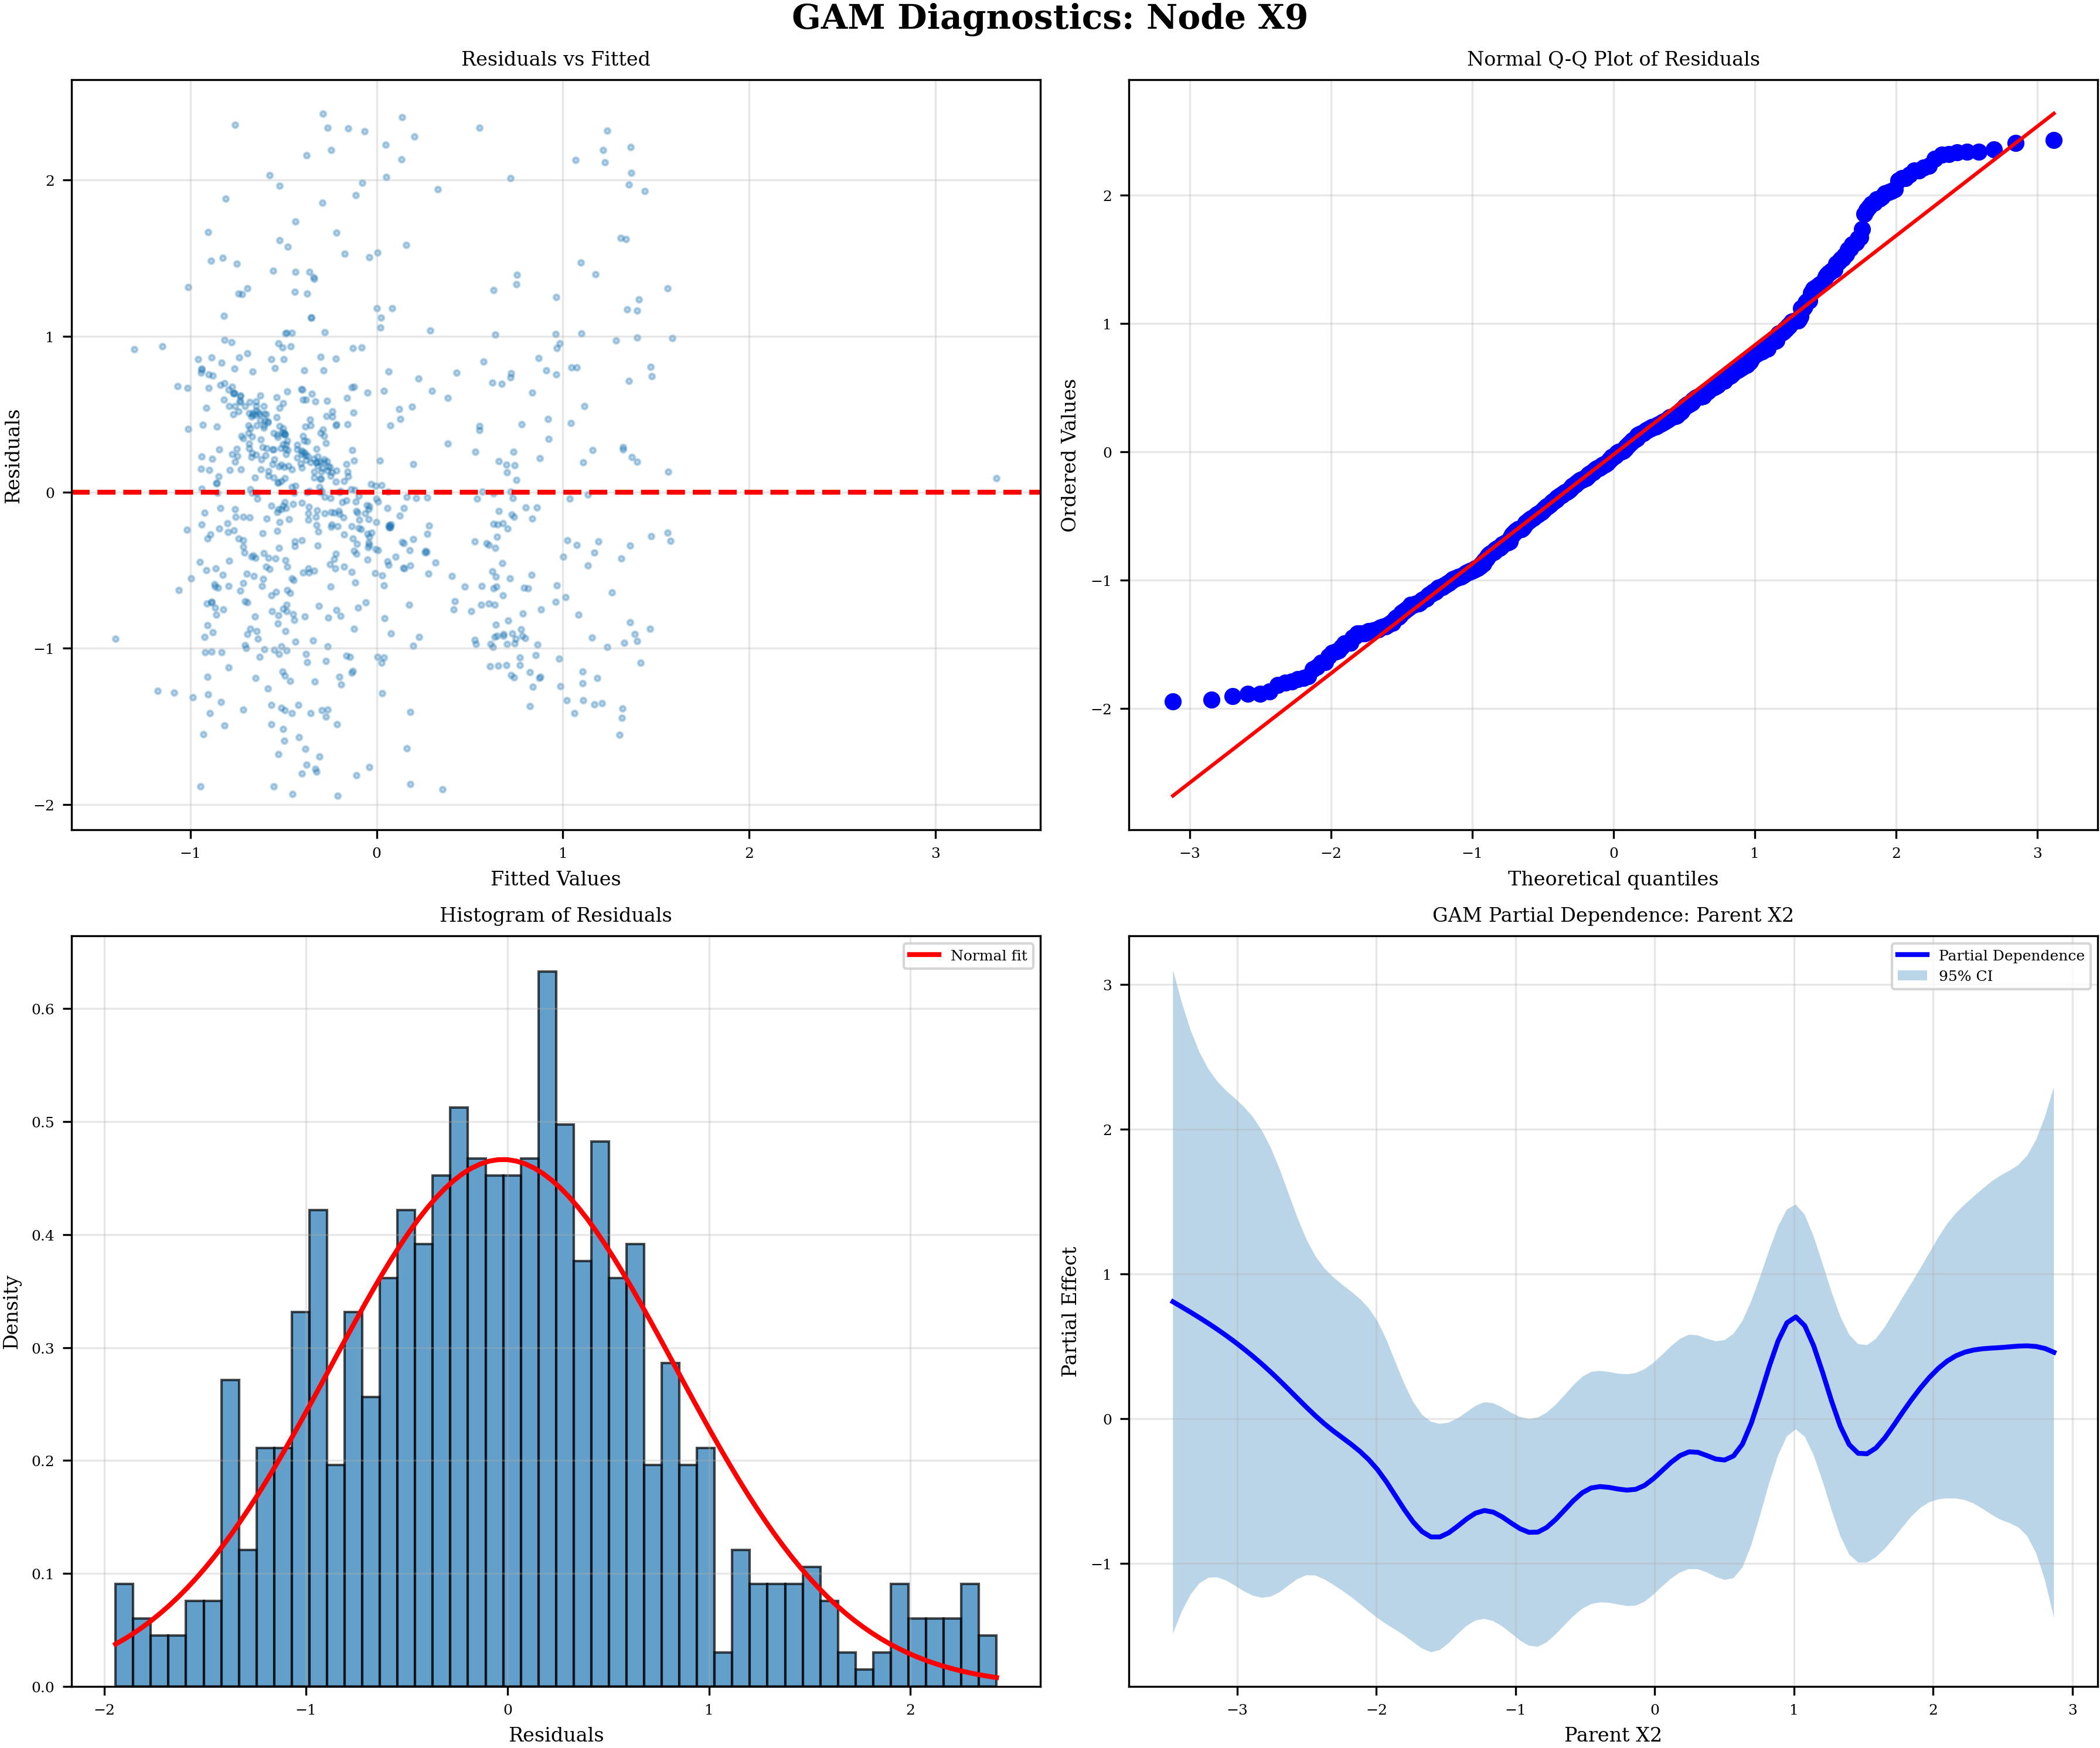 GAM Diagnostics: Node X9
Residuals vs Fitted
Residuals
2
1
0
−1
−2
−1
0
1
2
3
Fitted Values
Normal Q-Q Plot of Residuals
Ordered Values
2
1
0
−1
−2
−3
−2
−1
0
1
2
3
Theoretical quantiles
Histogram of Residuals
Normal fit
Density
0.6
0.5
0.4
0.3
0.2
0.1
0.0
−2
−1
0
1
2
Residuals
GAM Partial Dependence: Parent X2
Partial Dependence
95% CI
Partial Effect
3
2
1
0
−1
−3
−2
−1
0
1
2
3
Parent X2